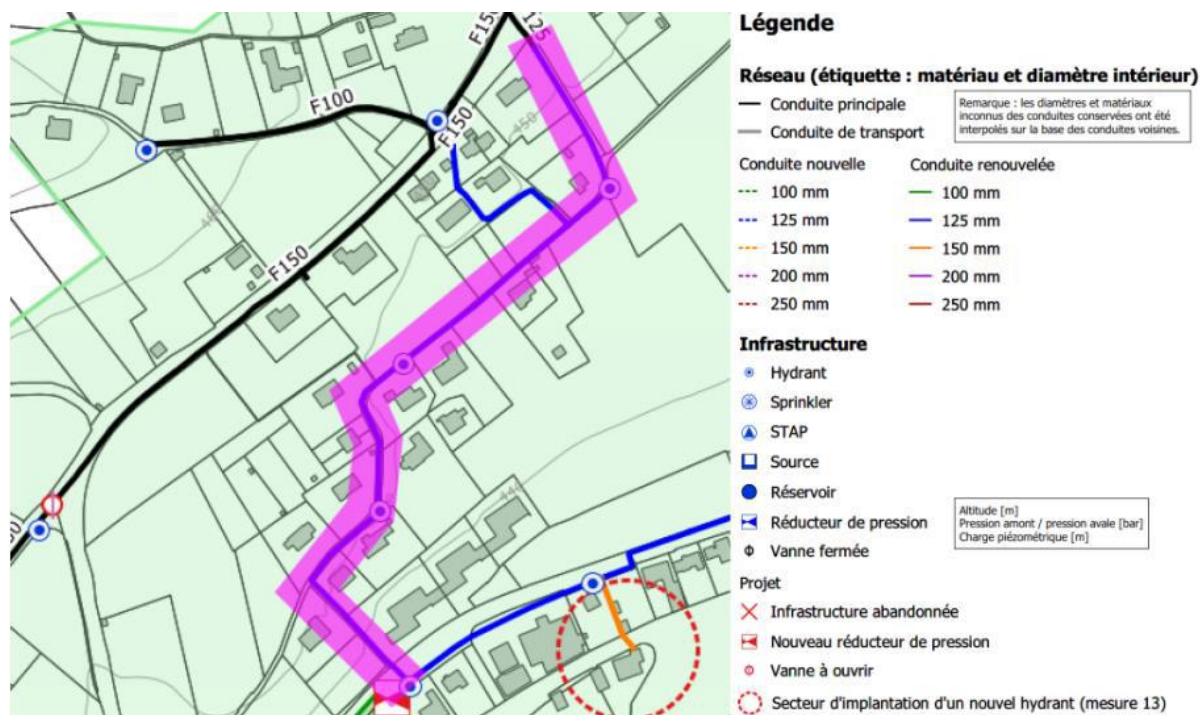 F150
125
F100
F150
450
440
F150
440
Légende
Réseau (étiquette : matériau et diamètre intérieur)
Conduite principale
Conduite de transport
Remarque : les diamètres et matériaux
inconnus des conduites conservées ont été
interpolés sur la base des conduites voisines.
Conduite nouvelle
Conduite renouvelée
100 mm
100 mm
125 mm
125 mm
150 mm
150 mm
200 mm
200 mm
250 mm
250 mm
Infrastructure
Hydrant
Sprinkler
STAP
Source
Réservoir
Réducteur de pression
Vanne fermée
Altitude [m]
Pression amont / pression avale [bar]
Charge piézométrique [m]
Projet
Infrastructure abandonnée
Nouveau réducteur de pression
Vanne à ouvrir
Secteur d'implantation d'un nouvel hydrant (mesure 13)